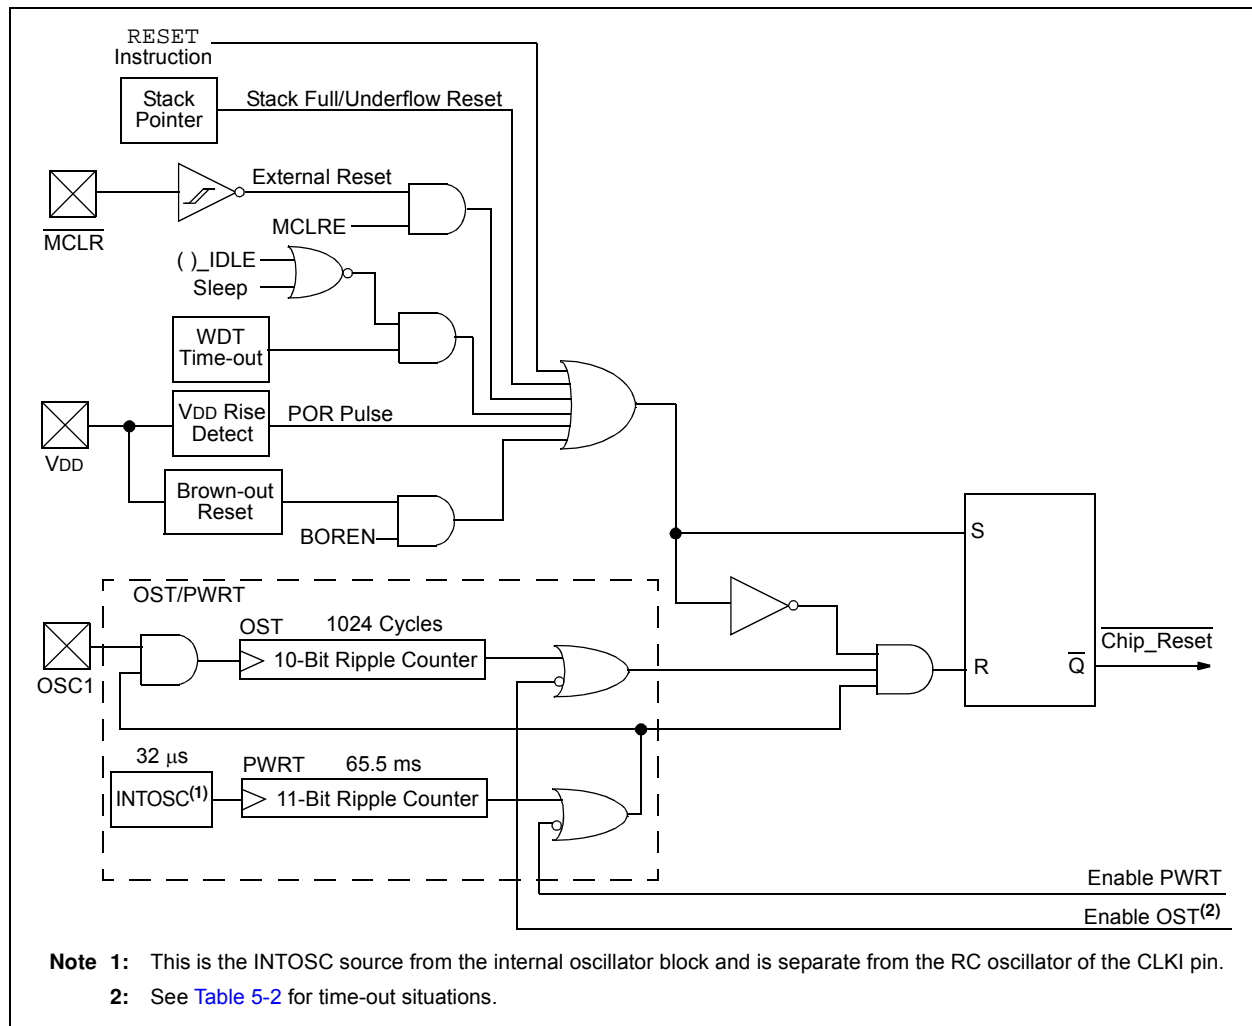 RESET
Instruction
Stack
Pointer
Stack Full/Underflow Reset
External Reset
MCLR
MCLRE
( )_IDLE
Sleep
WDT
Time-out
VDD Rise
Detect
POR Pulse
VDD
Brown-out
Reset
BOREN
S
OST/PWRT
OST 1024 Cycles
10-Bit Ripple Counter
OSC1
Chip_Reset
R
Q
32 μs
PWRT 65.5 ms
INTOSC(1)
11-Bit Ripple Counter
Enable PWRT
Enable OST(2)
Note 1: This is the INTOSC source from the internal oscillator block and is separate from the RC oscillator of the CLKI pin.
2: See Table 5-2 for time-out situations.